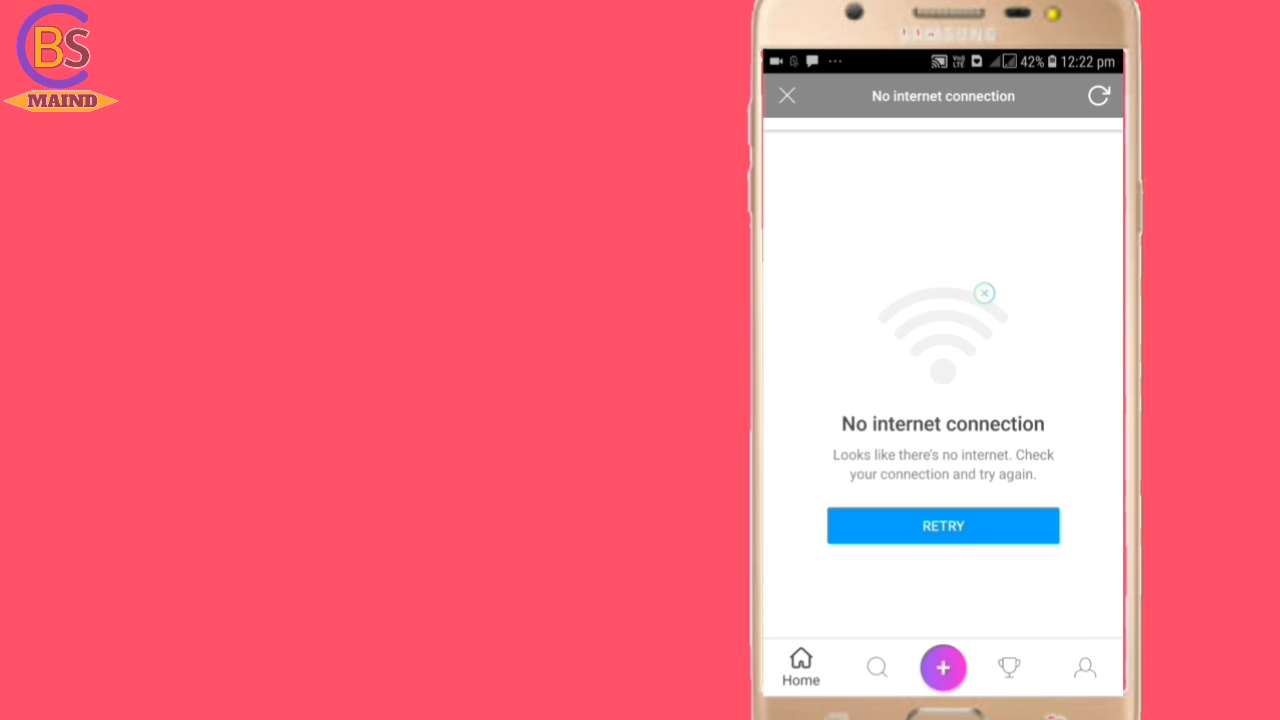 BS
MAIND
SAMSUNG
42% 12:22 pm
No internet connection
No internet connection
Looks like there's no internet. Check
your connection and try again.
RETRY
Home